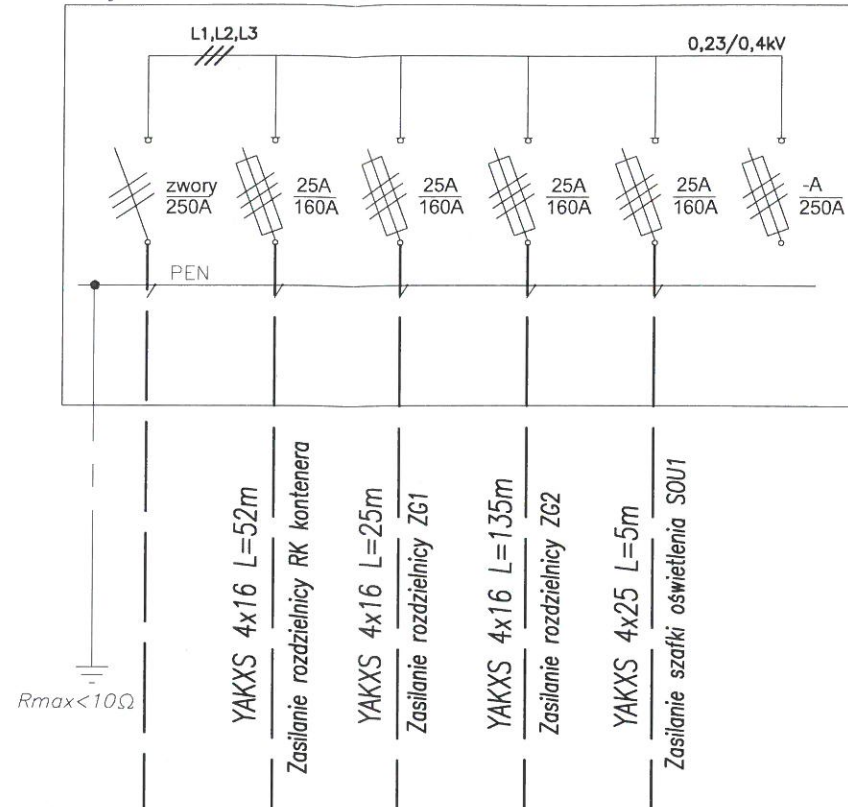 L1,L2,L3
0,23/0,4kV
zwory
250A
25A
160A
25A
160A
25A
160A
25A
160A
-A
250A
PEN
Rmax<10Ω
YAKXS 4x16 L=52m
Zasilanie rozdzielnicy RK kontenera
YAKXS 4x16 L=25m
Zasilanie rozdzielnicy ZG1
YAKXS 4x16 L=135m
Zasilanie rozdzielnicy ZG2
YAKXS 4x25 L=5m
Zasilanie szafki oświetlenia SOU1